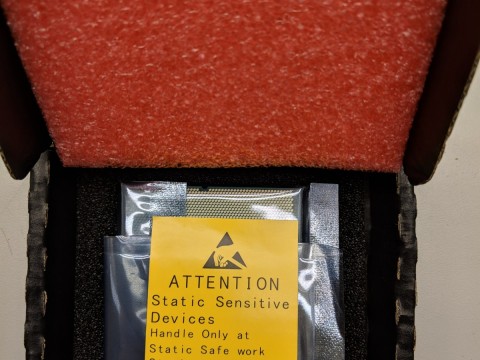 ATTENTION
Static Sensitive
Devices
Handle Only at
Static Safe work